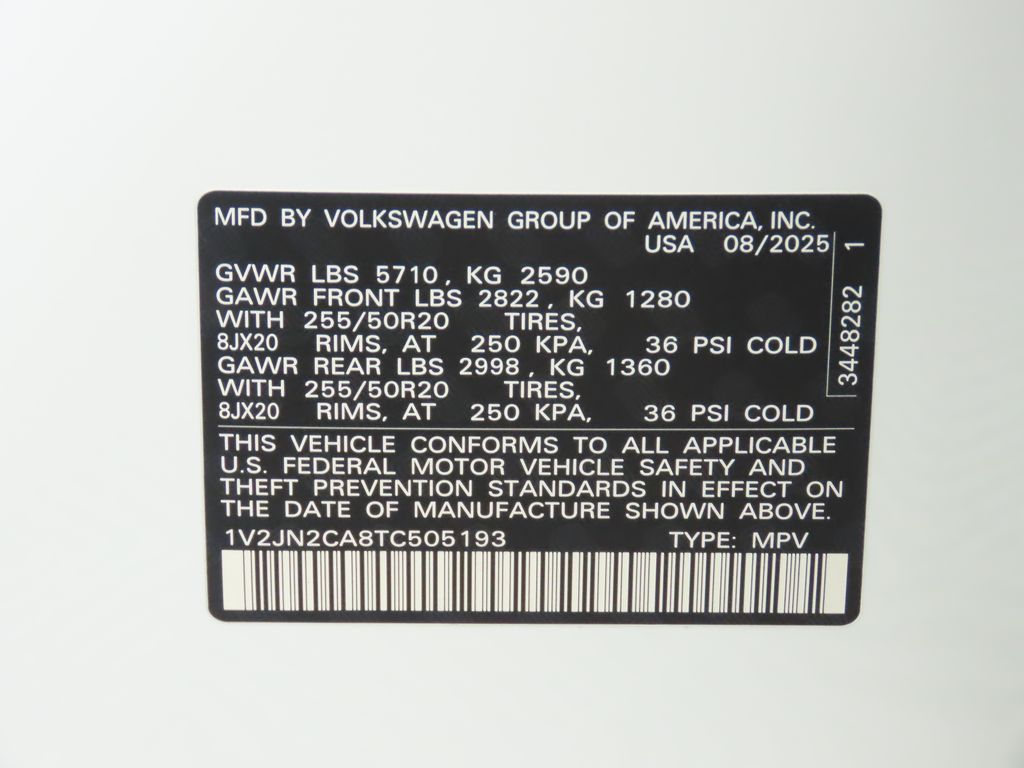 MFD BY VOLKSWAGEN GROUP OF AMERICA, INC.
USA 08/2025
GVWR LBS 5710, KG 2590
GAWR FRONT LBS 2822, KG 1280
WITH 255/50R20 TIRES,
8JX20 RIMS, AT 250 KPA, 36 PSI COLD
GAWR REAR LBS 2998, KG 1360
WITH 255/50R20 TIRES,
8JX20 RIMS, AT 250 KPA, 36 PSI COLD
3448282 1
THIS VEHICLE CONFORMS TO ALL APPLICABLE
U.S. FEDERAL MOTOR VEHICLE SAFETY AND
THEFT PREVENTION STANDARDS IN EFFECT ON
THE DATE OF MANUFACTURE SHOWN ABOVE.
1V2JN2CA8TC505193 TYPE: MPV